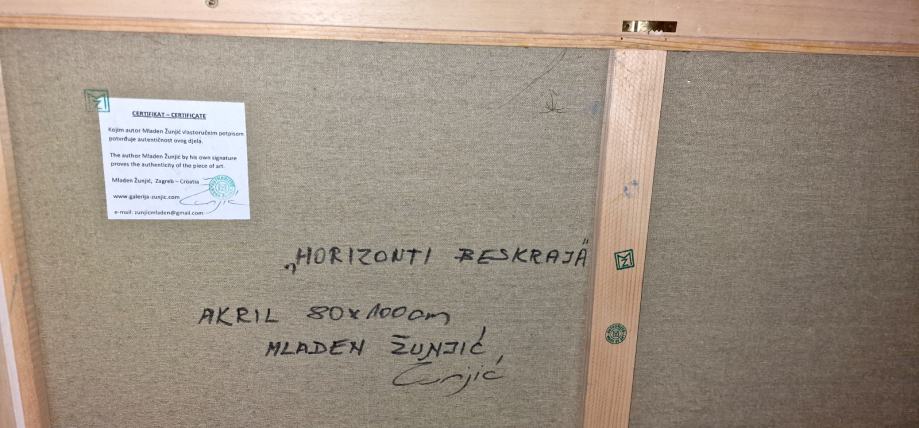 CERTIFIKAT – CERTIFICATE
Kojim autor Mladen Žunjić vlastoručnim potpisom
potvrđuje autentičnost ovog djela.
The author Mladen Žunjić by his own signature
proves the authenticity of the piece of art.
Mladen Žunjić, Zagreb – Croatia
www.galerija-zunjic.com
Žunjić
e-mail: zunjicmladen@gmail.com
„HORIZONTI BESKRAJA"
AKRIL 80x100cm
MLADEN ŽUNJIĆ,
Žunjić